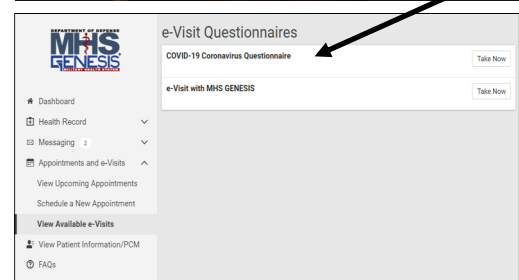 DEPARTMENT OF DEFENSE
MHS
GENESIS
MILITARY HEALTH SYSTEM
Dashboard
Health Record
Messaging 2
Appointments and e-Visits
View Upcoming Appointments
Schedule a New Appointment
View Available e-Visits
View Patient Information/PCM
FAQs
e-Visit Questionnaires
COVID-19 Coronavirus Questionnaire
Take Now
e-Visit with MHS GENESIS
Take Now